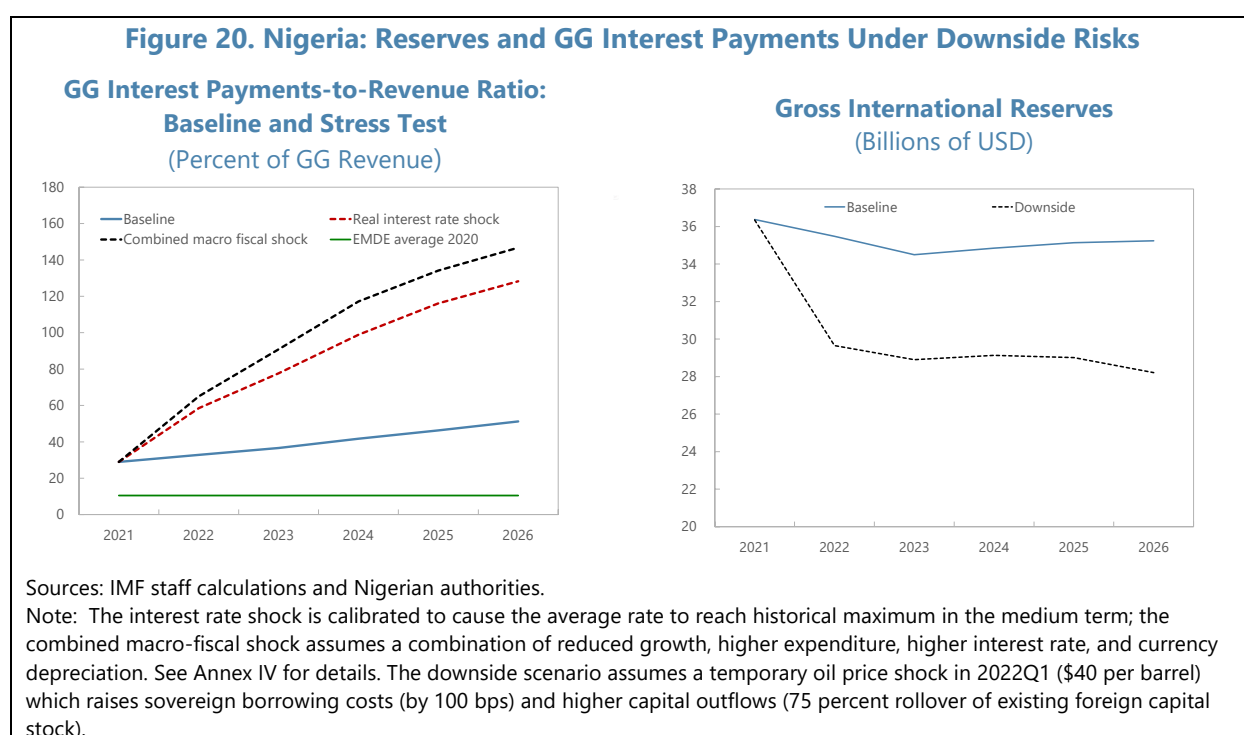 Figure 20. Nigeria: Reserves and GG Interest Payments Under Downside Risks
GG Interest Payments-to-Revenue Ratio:
Baseline and Stress Test
(Percent of GG Revenue)
180
160
140
120
100
80
60
40
20
0
Baseline
Real interest rate shock
Combined macro fiscal shock
EMDE average 2020
2021 2022 2023 2024 2025 2026
Gross International Reserves
(Billions of USD)
38
36
34
32
30
28
26
24
22
20
Baseline
Downside
2021 2022 2023 2024 2025 2026
Sources: IMF staff calculations and Nigerian authorities.
Note: The interest rate shock is calibrated to cause the average rate to reach historical maximum in the medium term; the
combined macro-fiscal shock assumes a combination of reduced growth, higher expenditure, higher interest rate, and currency
depreciation. See Annex IV for details. The downside scenario assumes a temporary oil price shock in 2022Q1 ($40 per barrel)
which raises sovereign borrowing costs (by 100 bps) and higher capital outflows (75 percent rollover of existing foreign capital
stock).